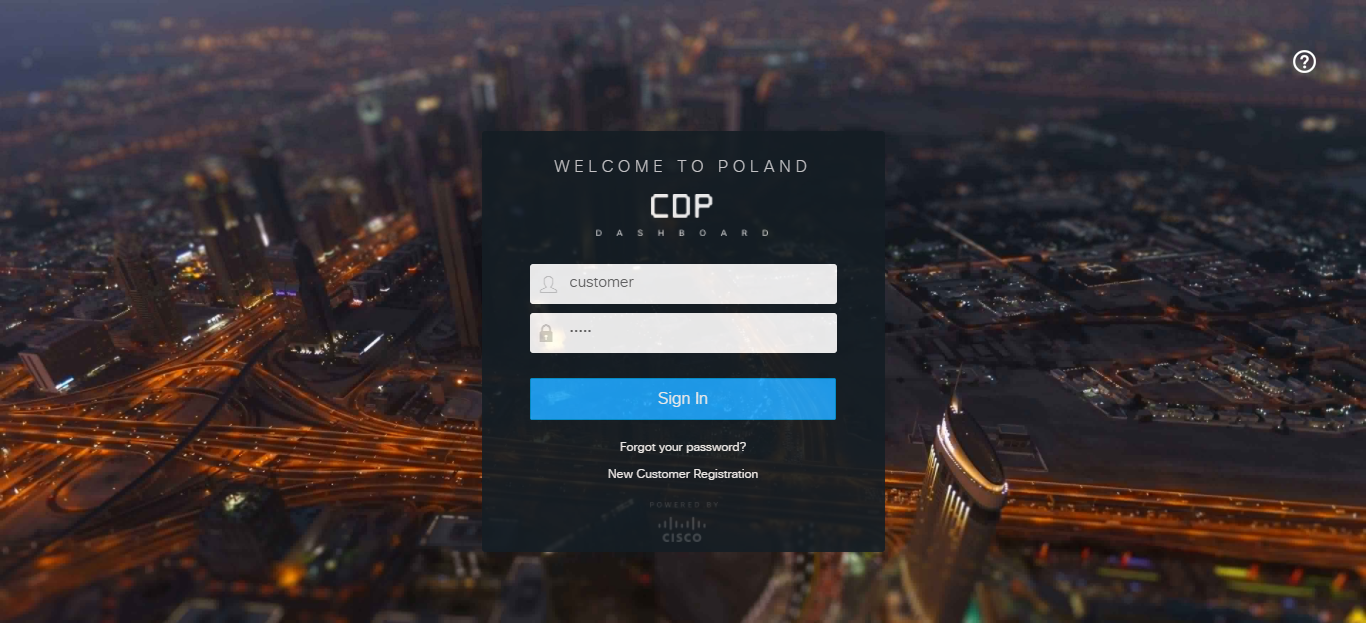 WELCOME TO POLAND
CDP
DASHBOARD
customer
•••••
Sign In
Forgot your password?
New Customer Registration
POWERED BY
CISCO